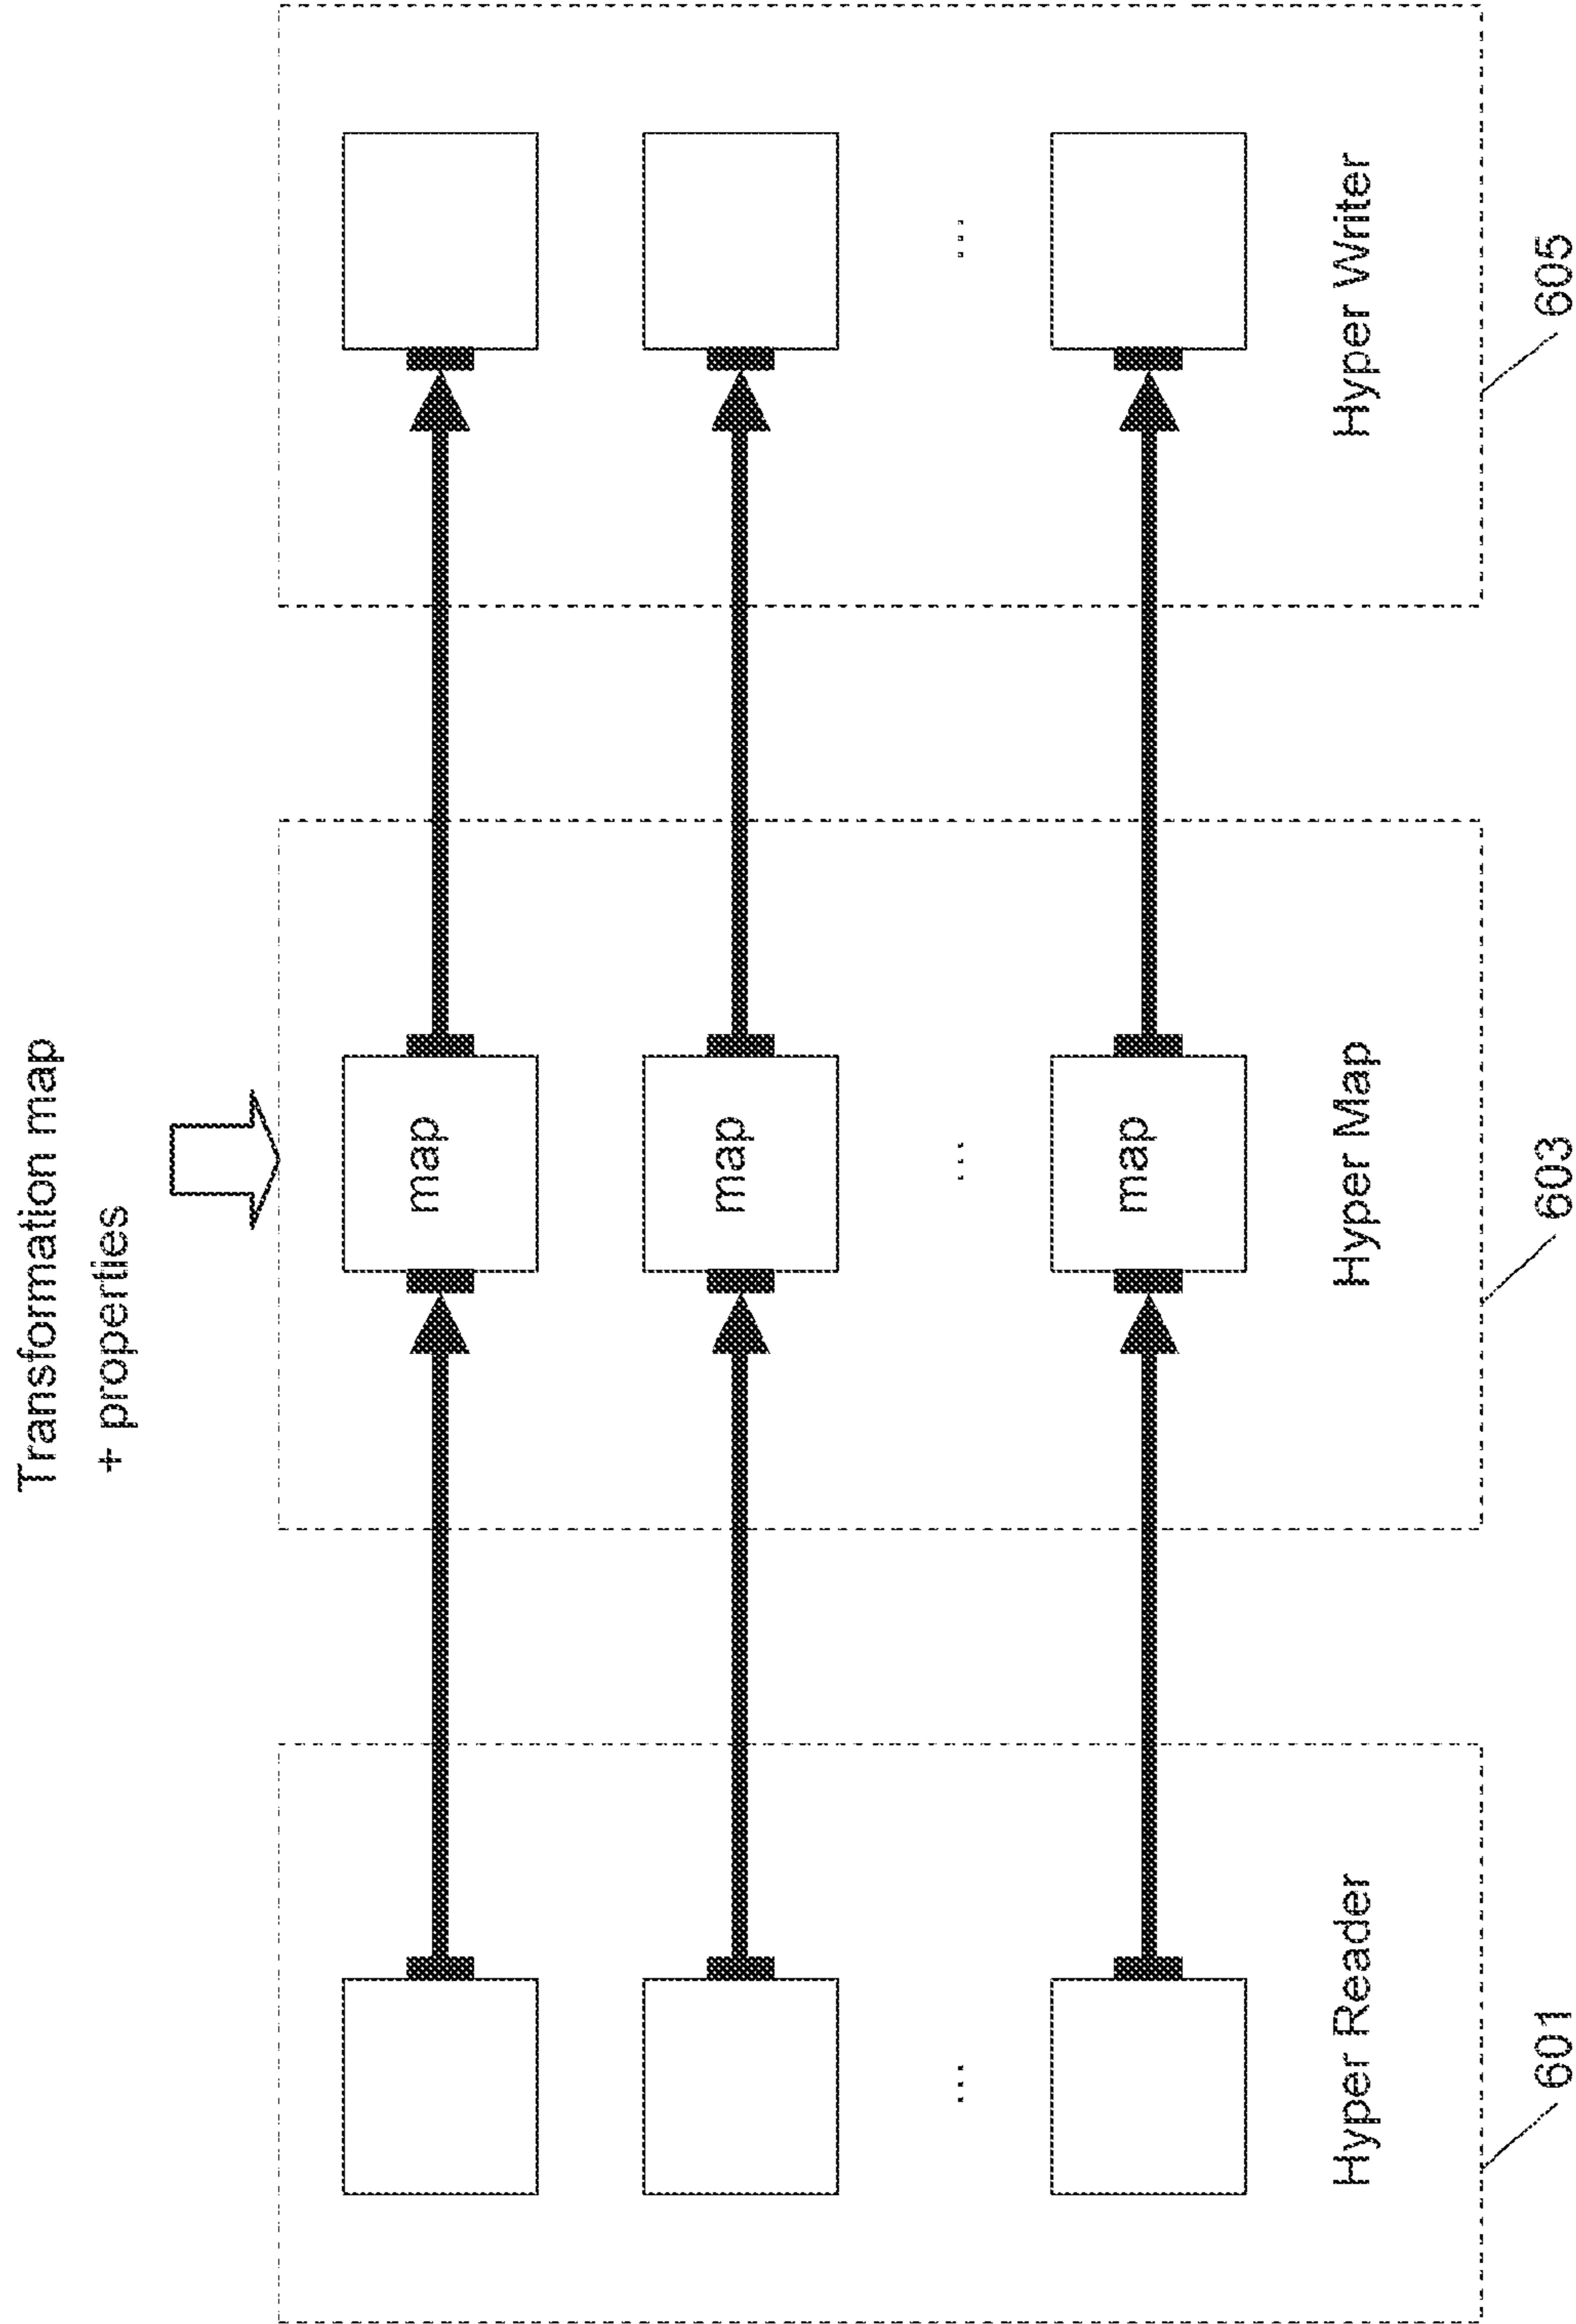 Transformation map
+ properties
map
map
...
map
Hyper Reader
601
...
Hyper Map
603
...
Hyper Writer
605
...